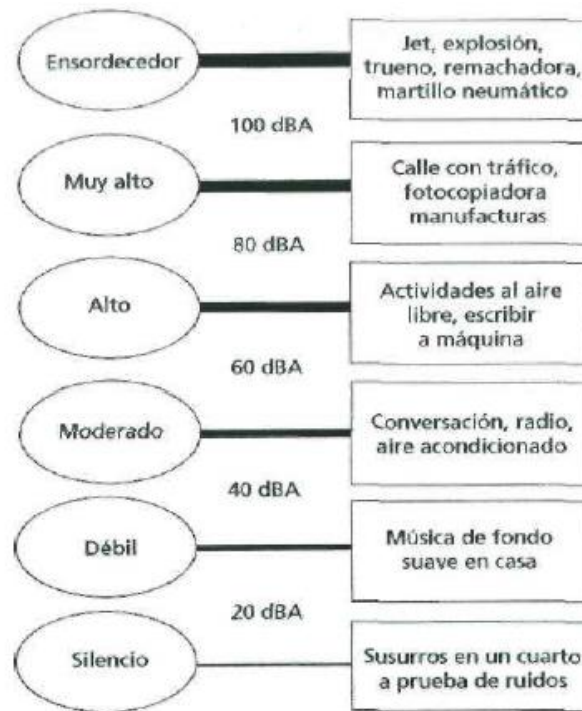 Ensordecedor
Jet, explosión,
trueno, remachadora,
martillo neumático
100 dBA
Muy alto
Calle con tráfico,
fotocopiadora
manufacturas
80 dBA
Alto
Actividades al aire
libre, escribir
a máquina
60 dBA
Moderado
Conversación, radio,
aire acondicionado
40 dBA
Débil
Música de fondo
suave en casa
20 dBA
Silencio
Susurros en un cuarto
a prueba de ruidos